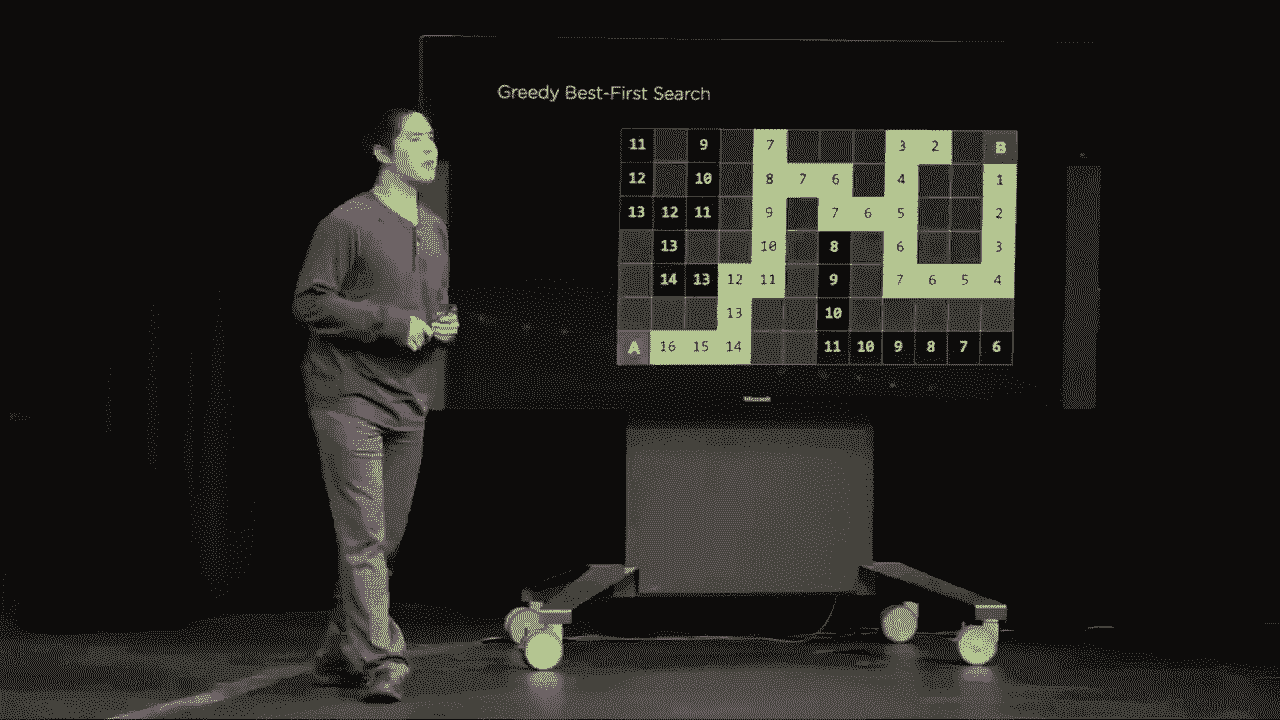 Greedy Best-First Search
11 9 7 3 2 B
12 10 8 7 6 4 1
13 12 11 9 7 6 5 2
13 10 8 6 3
14 13 12 11 9 7 6 5 4
13 10
A 16 15 14 11 10 9 8 7 6
Microsoft